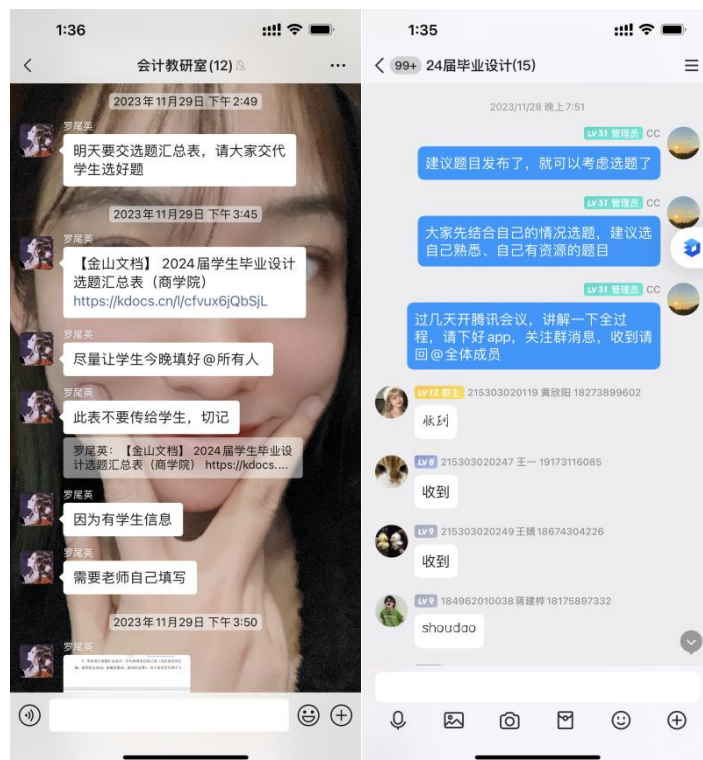 1:36
会计教研室(12)
2023年11月29日 下午2:49
罗尾英
明天要交选题汇总表，请大家交代
学生选好题
2023年11月29日 下午3:45
罗尾英
【金山文档】 2024届学生毕业设计
选题汇总表（商学院）
https://kdocs.cn/l/cfvux6jQbSjL
罗尾英
尽量让学生今晚填好@所有人
罗尾英
此表不要传给学生，切记
罗尾英：【金山文档】 2024届学生毕业设
计选题汇总表（商学院） https://kdocs....
罗尾英
因为有学生信息
罗尾英
需要老师自己填写
2023年11月29日 下午3:50
罗尾英
1:35
99+ 24届毕业设计(15)
2023/11/28 晚上7:51
LV31 管理员 CC
建议题目发布了，就可以考虑选题了
LV31 管理员 CC
大家先结合自己的情况选题，建议选
自己熟悉、自己有资源的题目
LV31 管理员 CC
过几天开腾讯会议，讲解一下全过
程，请下好app，关注群消息，收到请
回@全体成员
LV12 群主 215303020119 黄欣阳 18273899602
收到
LV8 215303020247 王一 19173116085
收到
LV9 215303020249 王婧 18674304226
收到
LV9 184962010038 蒋建桦 18175897332
shoudao